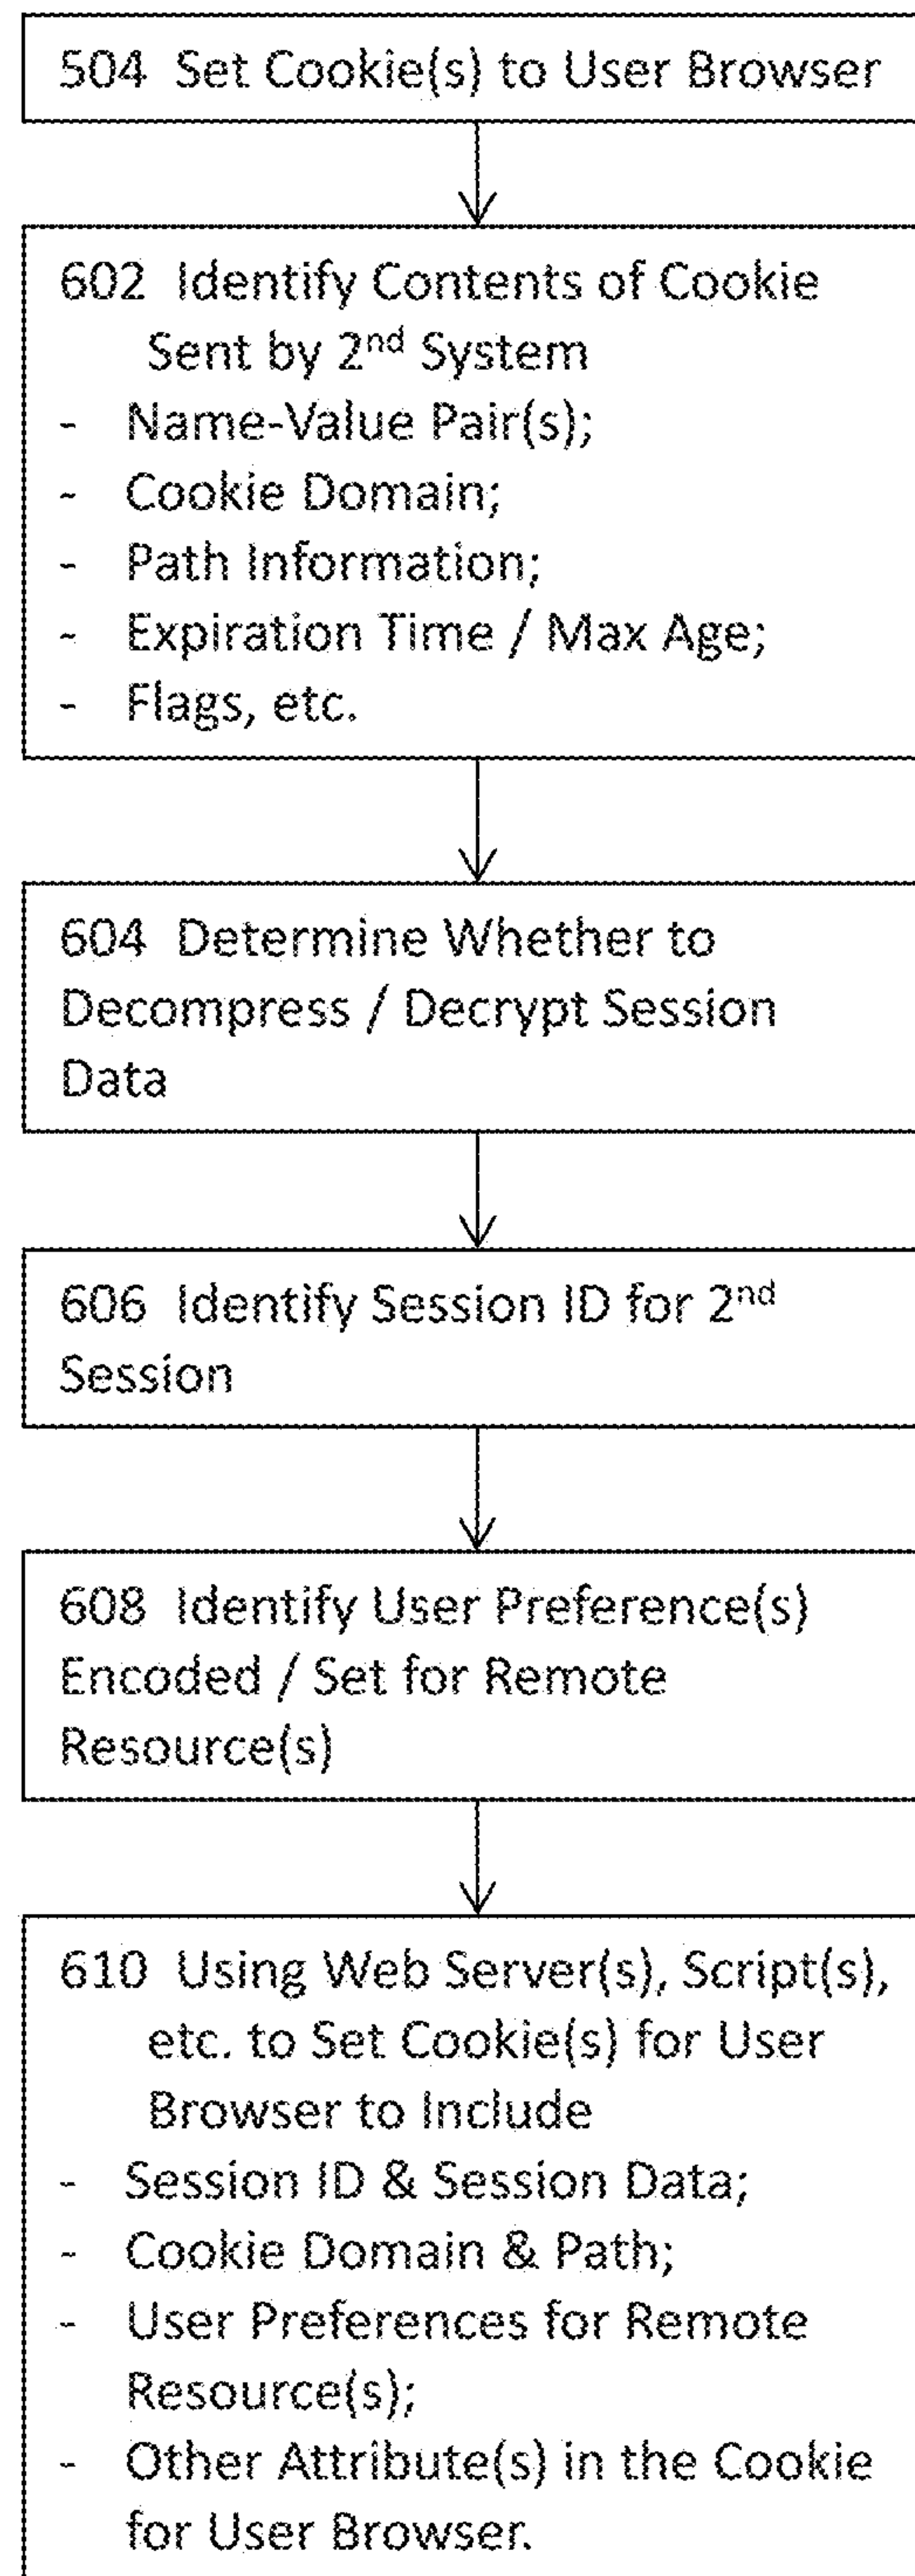 504 Set Cookie(s) to User Browser
602 Identify Contents of Cookie
Sent by 2nd System
- Name-Value Pair(s);
- Cookie Domain;
- Path Information;
- Expiration Time / Max Age;
- Flags, etc.
604 Determine Whether to
Decompress / Decrypt Session
Data
606 Identify Session ID for 2nd
Session
608 Identify User Preference(s)
Encoded / Set for Remote
Resource(s)
610 Using Web Server(s), Script(s),
etc. to Set Cookie(s) for User
Browser to Include
- Session ID & Session Data;
- Cookie Domain & Path;
- User Preferences for Remote
Resource(s);
- Other Attribute(s) in the Cookie
for User Browser.